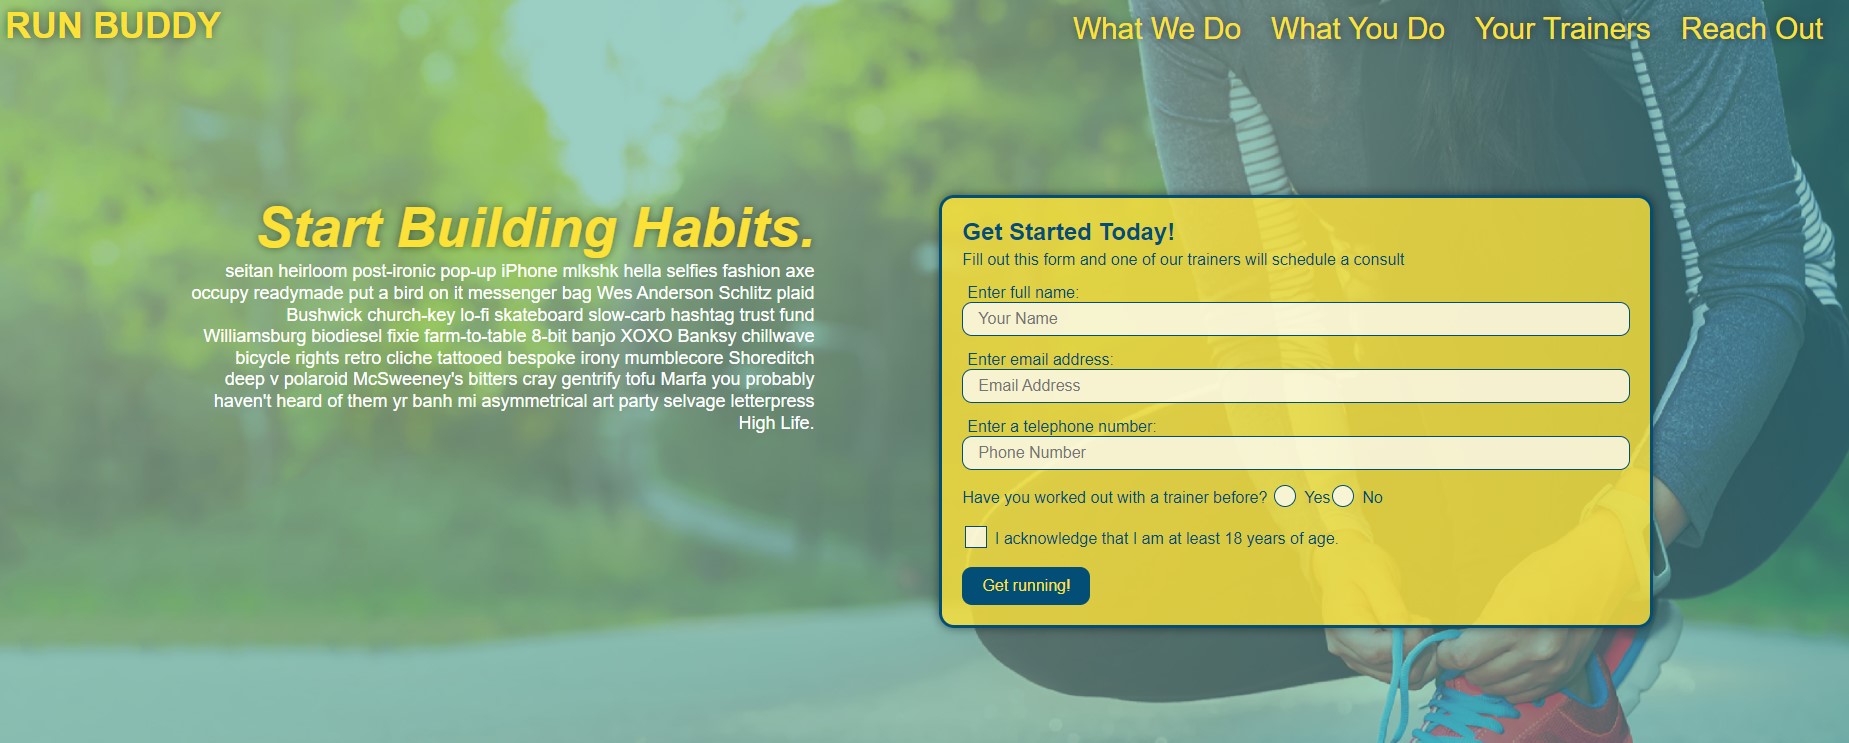 RUN BUDDY
What We Do What You Do Your Trainers Reach Out
Start Building Habits.
seitan heirloom post-ironic pop-up iPhone mlkshk hella selfies fashion axe
occupy readymade put a bird on it messenger bag Wes Anderson Schlitz plaid
Bushwick church-key lo-fi skateboard slow-carb hashtag trust fund
Williamsburg biodiesel fixie farm-to-table 8-bit banjo XOXO Banksy chillwave
bicycle rights retro cliche tattooed bespoke irony mumblecore Shoreditch
deep v polaroid McSweeney's bitters cray gentrify tofu Marfa you probably
haven't heard of them yr banh mi asymmetrical art party selvage letterpress
High Life.
Get Started Today!
Fill out this form and one of our trainers will schedule a consult
Enter full name:
Your Name
Enter email address:
Email Address
Enter a telephone number:
Phone Number
Have you worked out with a trainer before? Yes No
I acknowledge that I am at least 18 years of age.
Get running!